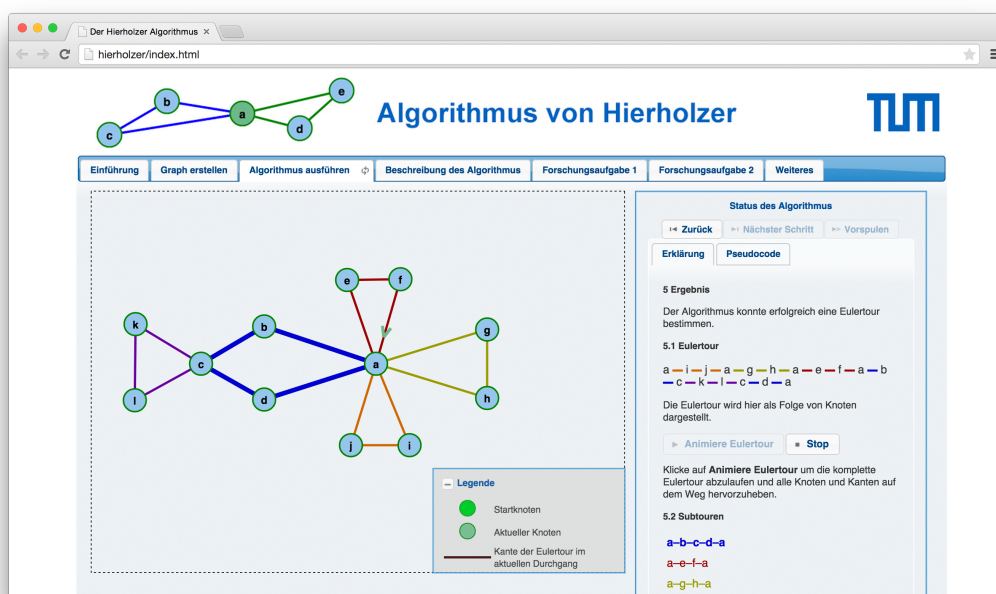 Der Hierholzer Algorithmus
hierholzer/index.html
b
c
a
e
d
Algorithmus von Hierholzer
TUM
Einführung
Graph erstellen
Algorithmus ausführen
Beschreibung des Algorithmus
Forschungsaufgabe 1
Forschungsaufgabe 2
Weiteres
e
f
k
b
g
c
a
l
d
h
j
i
Legende
Startknoten
Aktueller Knoten
Kante der Eulertour im
aktuellen Durchgang
Status des Algorithmus
Zurück
Nächster Schritt
Vorspulen
Erklärung
Pseudocode
5 Ergebnis
Der Algorithmus konnte erfolgreich eine Eulertour
bestimmen.
5.1 Eulertour
a—i—j—a—g—h—a—e—f—a—b
—c—k—l—c—d—a
Die Eulertour wird hier als Folge von Knoten
dargestellt.
Animiere Eulertour
Stop
Klicke auf Animiere Eulertour um die komplette
Eulertour abzulaufen und alle Knoten und Kanten auf
dem Weg hervorzuheben.
5.2 Subtouren
a–b–c–d–a
a–e–f–a
a–g–h–a